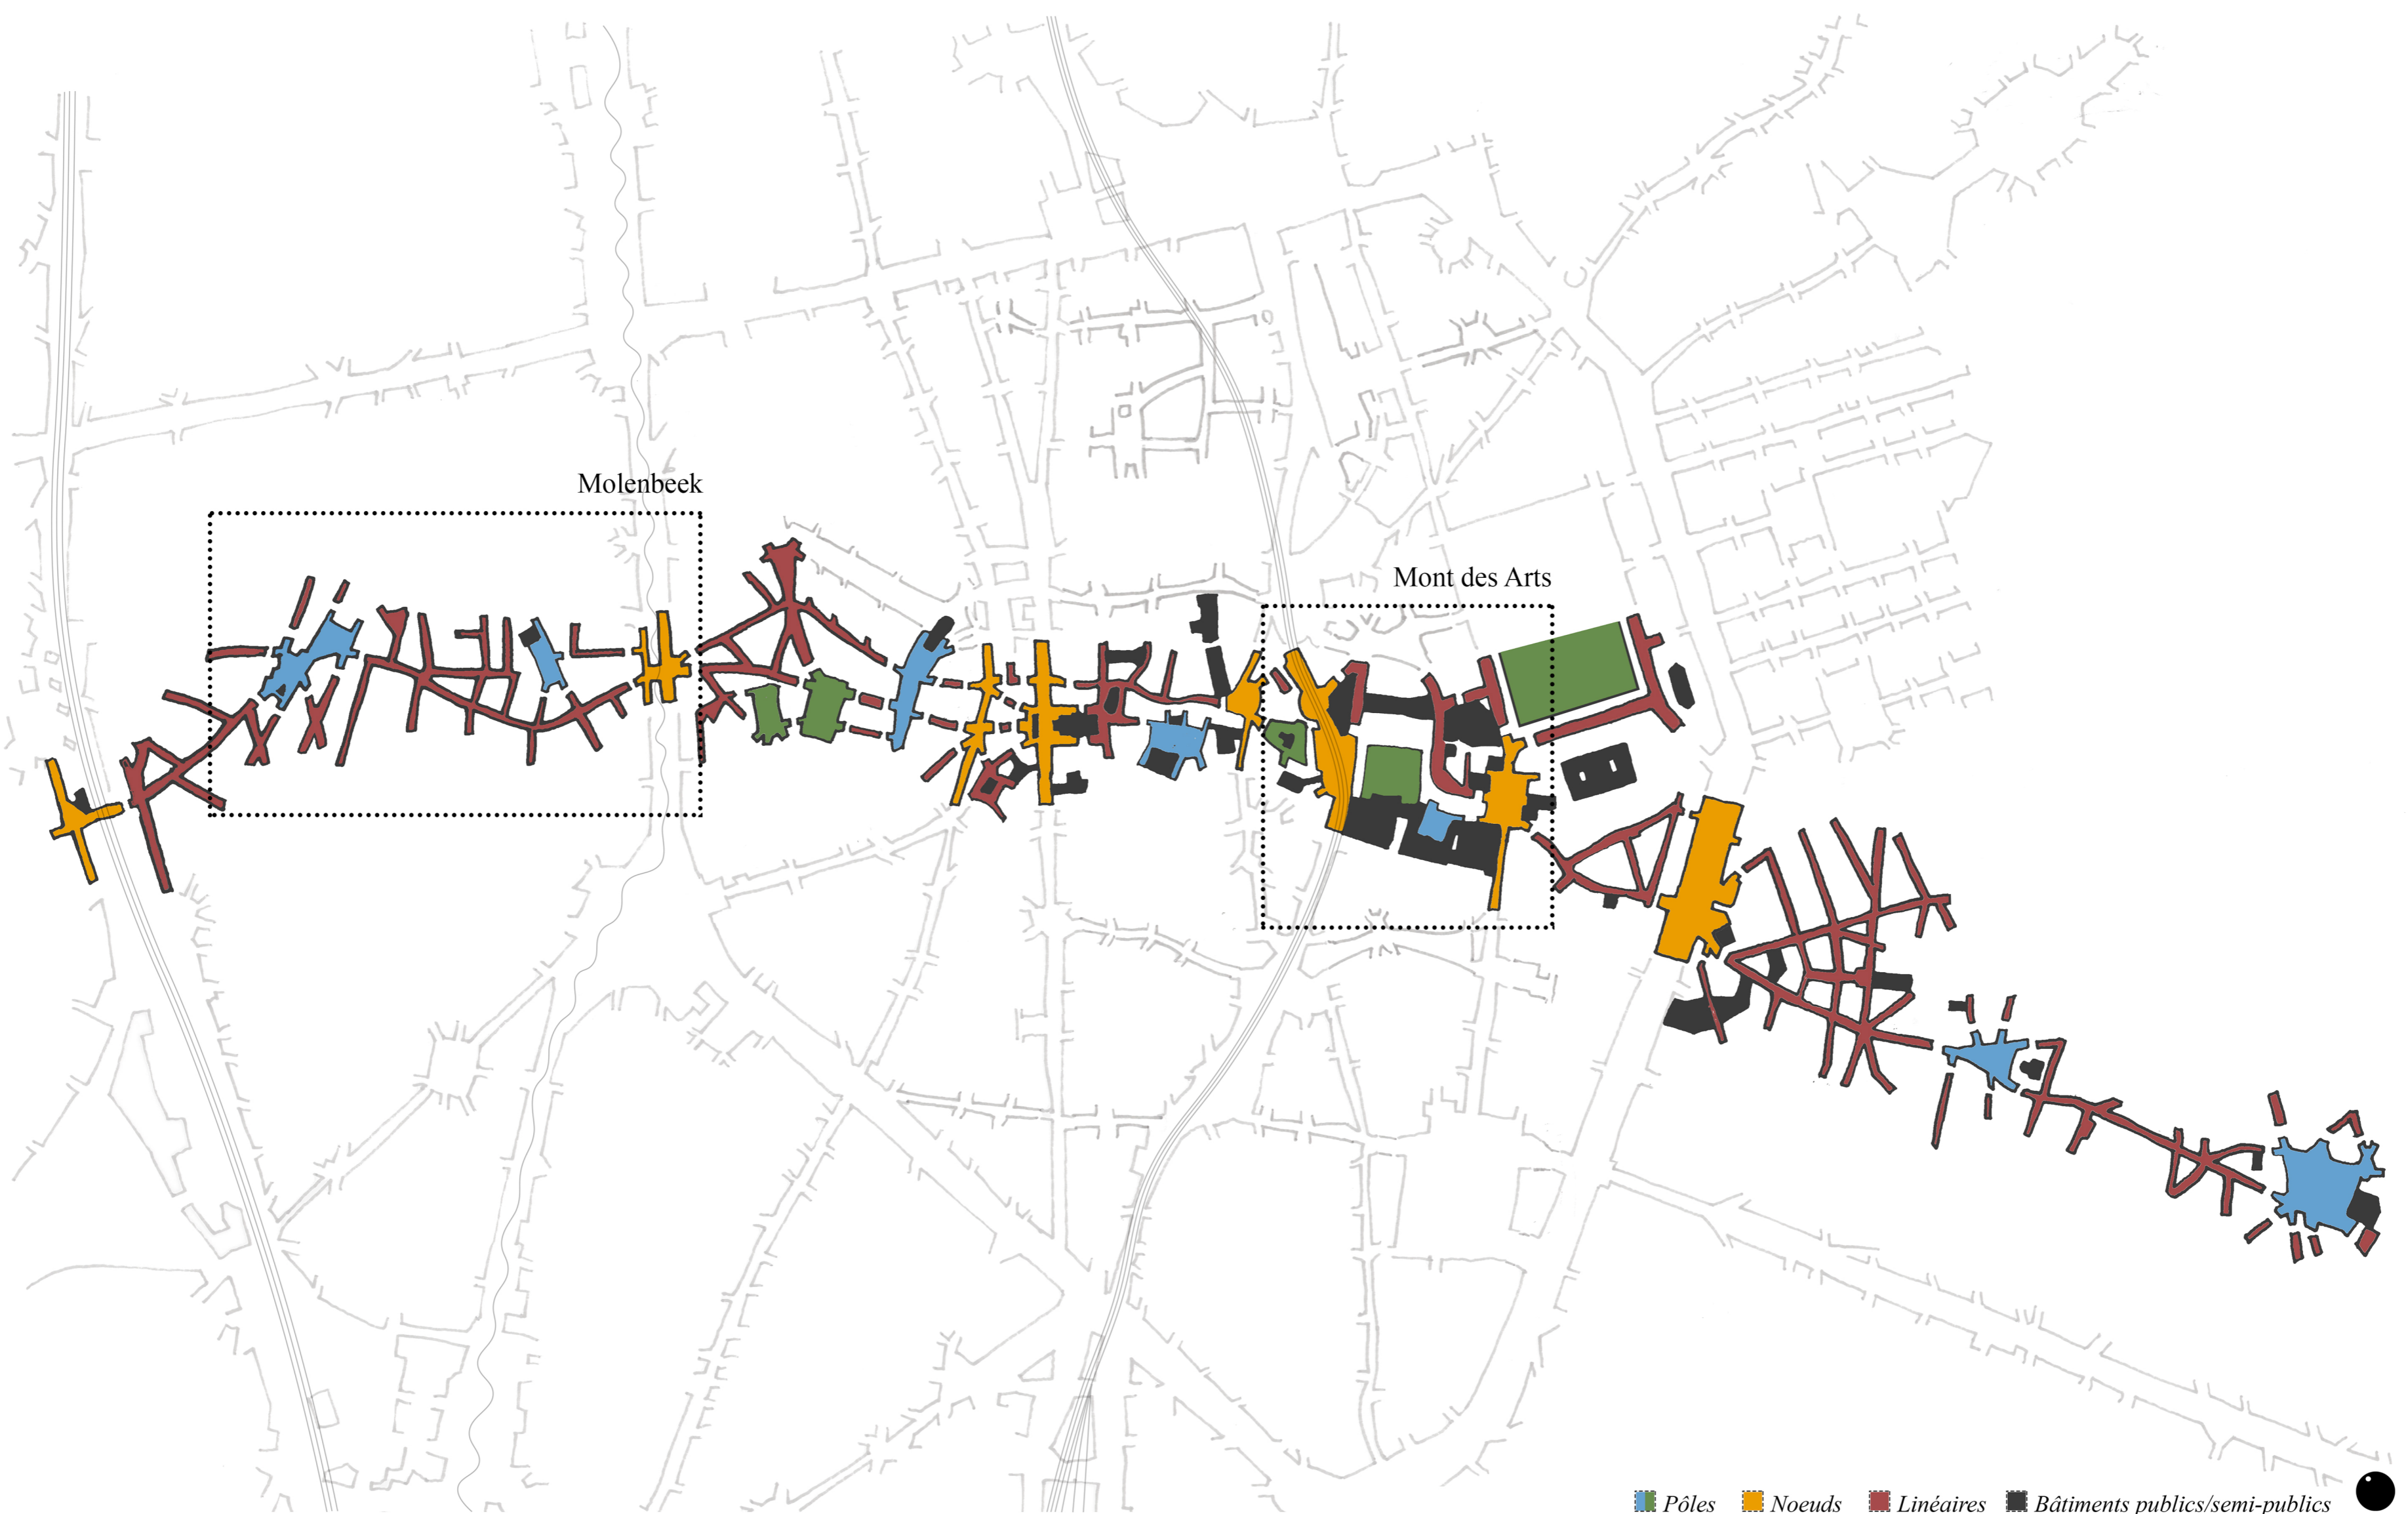 Molenbeek
Mont des Arts
Pôles Noeuds Linéaires Bâtiments publics/semi-publics